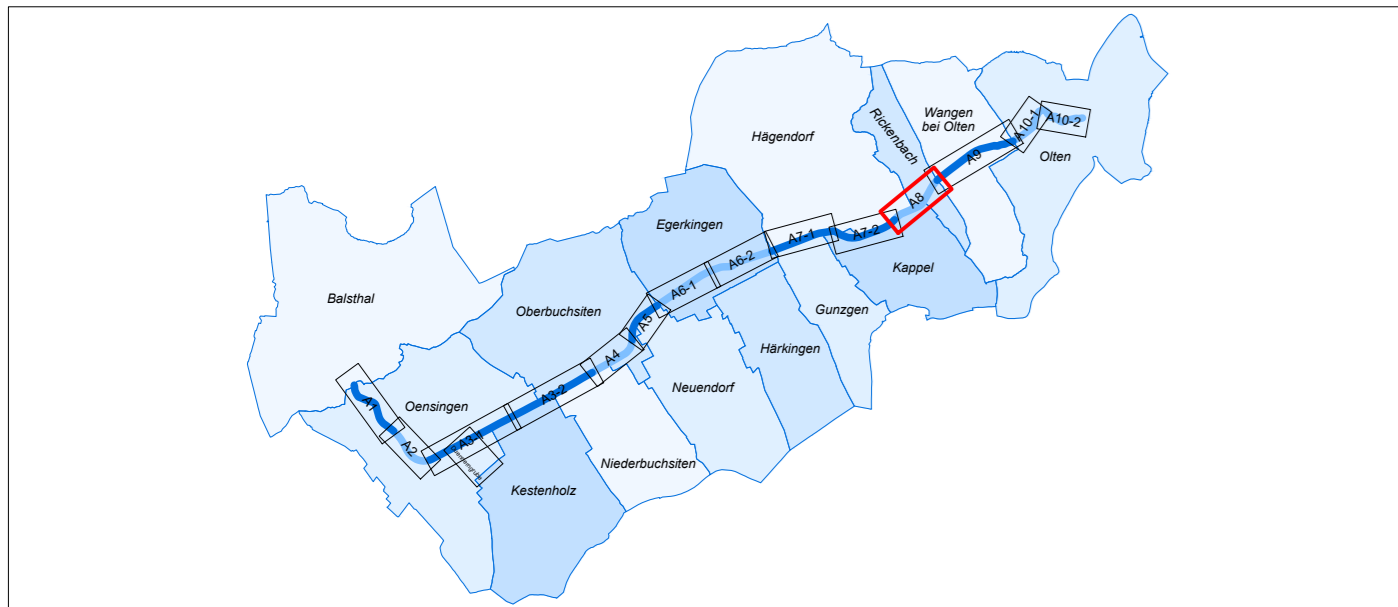 Wangen
bei Olten
A10-1
A10-2
Hägendorf
Rickenbach
Olten
A9
A8
Egerkingen
A7-1
A7-2
A6-2
Kappel
Balsthal
A6-1
Oberbuchsiten
Gunzgen
A5
Härkingen
A4
Neuendorf
A3-2
A1
Oensingen
A3-1
A2
Niederbuchsiten
Kestenholz